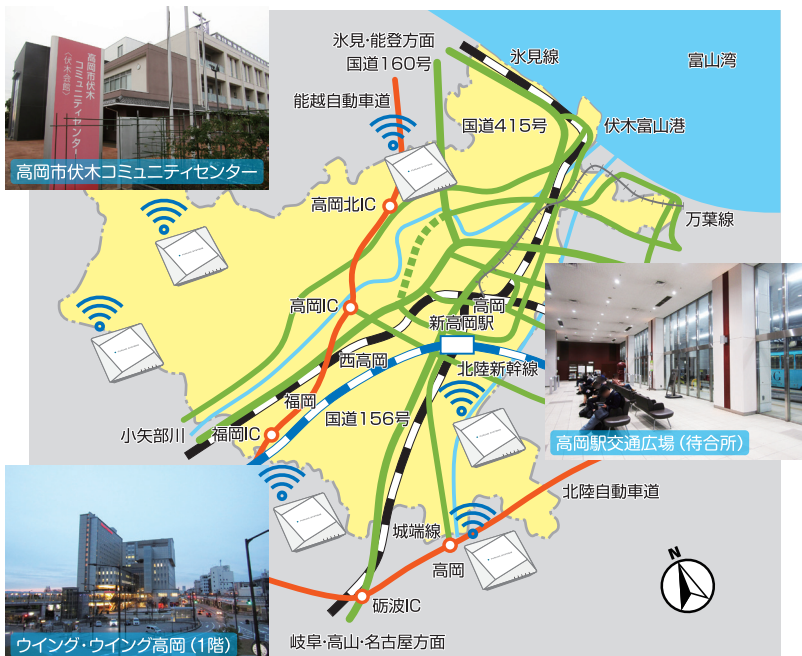 高岡市伏木
コミュニティセンター
〈伏木会館〉
高岡市伏木コミュニティセンター
氷見・能登方面
国道160号
氷見線
富山湾
能越自動車道
国道415号
伏木富山港
高岡北IC
万葉線
高岡IC
高岡
新高岡駅
西高岡
北陸新幹線
福岡
国道156号
小矢部川
福岡IC
高岡駅交通広場（待合所）
北陸自動車道
城端線
高岡
N
砺波IC
ウイング・ウイング高岡（1階）
岐阜・高山・名古屋方面